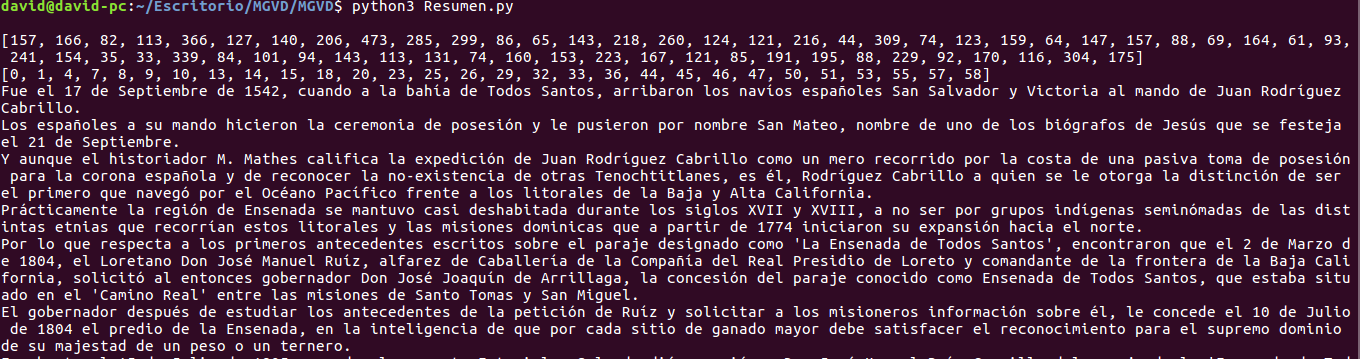 david@david-pc:~/Escritorio/MGVD/MGVD$ python3 Resumen.py
[157, 166, 82, 113, 366, 127, 140, 206, 473, 285, 299, 86, 65, 143, 218, 260, 124, 121, 216, 44, 309, 74, 123, 159, 64, 147, 157, 88, 69, 164, 61, 93,
241, 154, 35, 33, 339, 84, 101, 94, 143, 113, 131, 74, 160, 153, 223, 167, 121, 85, 191, 195, 88, 229, 92, 170, 116, 304, 175]
[0, 1, 4, 7, 8, 9, 10, 13, 14, 15, 18, 20, 23, 25, 26, 29, 32, 33, 36, 44, 45, 46, 47, 50, 51, 53, 55, 57, 58]
Fue el 17 de Septiembre de 1542, cuando a la bahía de Todos Santos, arribaron los navíos españoles San Salvador y Victoria al mando de Juan Rodríguez
Cabrillo.
Los españoles a su mando hicieron la ceremonia de posesión y le pusieron por nombre San Mateo, nombre de uno de los biógrafos de Jesús que se festeja
el 21 de Septiembre.
Y aunque el historiador M. Mathes califica la expedición de Juan Rodríguez Cabrillo como un mero recorrido por la costa de una pasiva toma de posesión
para la corona española y de reconocer la no-existencia de otras Tenochtitlanes, es él, Rodríguez Cabrillo a quien se le otorga la distinción de ser
el primero que navegó por el Océano Pacífico frente a los litorales de la Baja y Alta California.
Prácticamente la región de Ensenada se mantuvo casi deshabitada durante los siglos XVII y XVIII, a no ser por grupos indígenas seminómadas de las dist
intas etnias que recorrían estos litorales y las misiones dominicas que a partir de 1774 iniciaron su expansión hacia el norte.
Por lo que respecta a los primeros antecedentes escritos sobre el paraje designado como 'La Ensenada de Todos Santos', encontraron que el 2 de Marzo d
e 1804, el Loretano Don José Manuel Ruíz, alfarez de Caballería de la Compañía del Real Presidio de Loreto y comandante de la frontera de la Baja Cali
fornia, solicitó al entonces gobernador Don José Joaquín de Arrillaga, la concesión del paraje conocido como Ensenada de Todos Santos, que estaba situ
ado en el 'Camino Real' entre las misiones de Santo Tomas y San Miguel.
El gobernador después de estudiar los antecedentes de la petición de Ruíz y solicitar a los misioneros información sobre él, le concede el 10 de Julio
de 1804 el predio de la Ensenada, en la inteligencia de que por cada sitio de ganado mayor debe satisfacer el reconocimiento para el supremo dominio
de su majestad de un peso o un ternero.